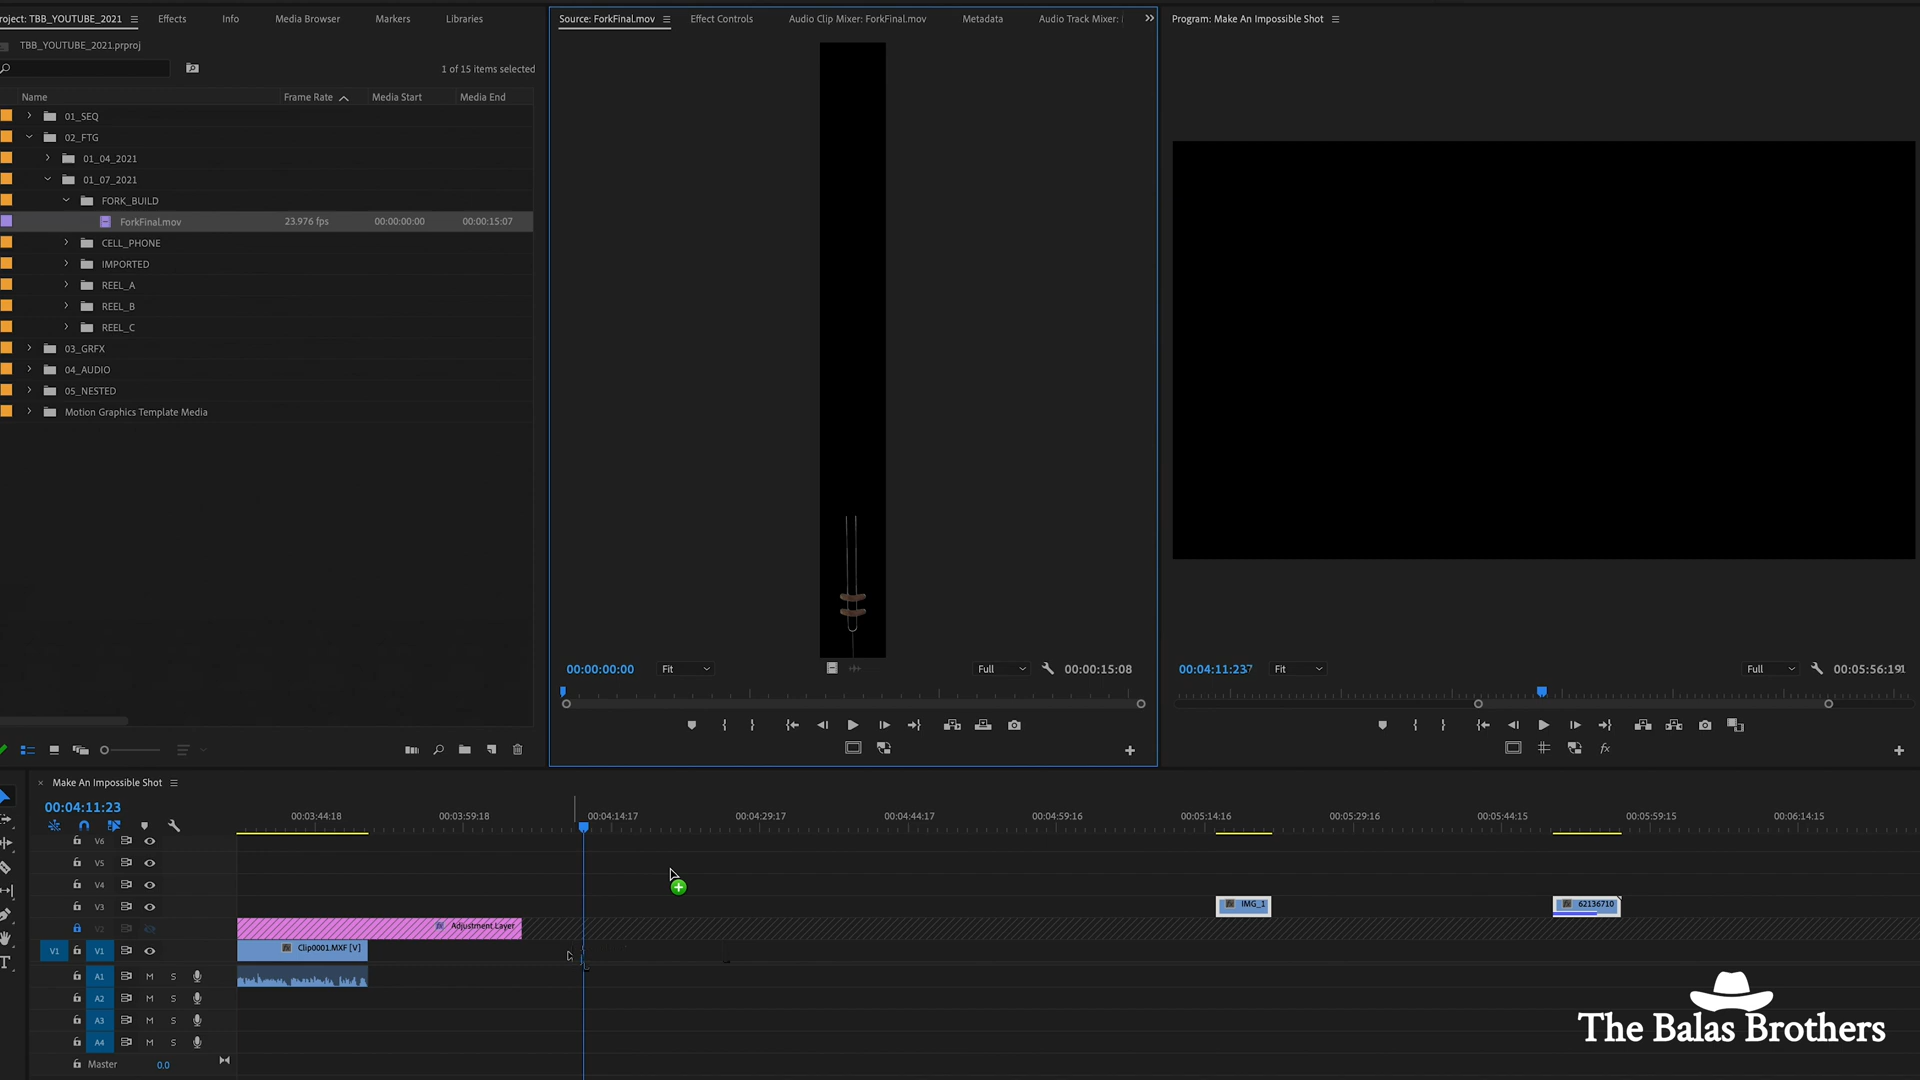 roject: TBB_YOUTUBE_2021
Effects
Info
Media Browser
Markers
Libraries
TBB_YOUTUBE_2021.prproj
1 of 15 items selected
Name
Frame Rate
Media Start
Media End
01_SEQ
02_FTG
01_04_2021
01_07_2021
FORK_BUILD
ForkFinal.mov 23.976 fps 00:00:00:00 00:00:15:07
CELL_PHONE
IMPORTED
REEL_A
REEL_B
REEL_C
03_GRFX
04_AUDIO
05_NESTED
Motion Graphics Template Media
Source: ForkFinal.mov
Effect Controls
Audio Clip Mixer: ForkFinal.mov
Metadata
Audio Track Mixer:
00:00:00:00
Fit
Full
00:00:15:08
Program: Make An Impossible Shot
00:04:11:237
Fit
Full
00:05:56:191
fx
Make An Impossible Shot
00:04:11:23
00:03:44:18 00:03:59:18 00:04:14:17 00:04:29:17 00:04:44:17 00:04:59:16 00:05:14:16 00:05:29:16 00:05:44:15 00:05:59:15 00:06:14:15
V6
V5
V4
V3
IMG_1
62136710
V2
Adjustment Layer
V1 V1
Clip0001.MXF [V]
A1 M S
A2 M S
A3 M S
A4 M S
Master 0.0
T
The Balas Brothers